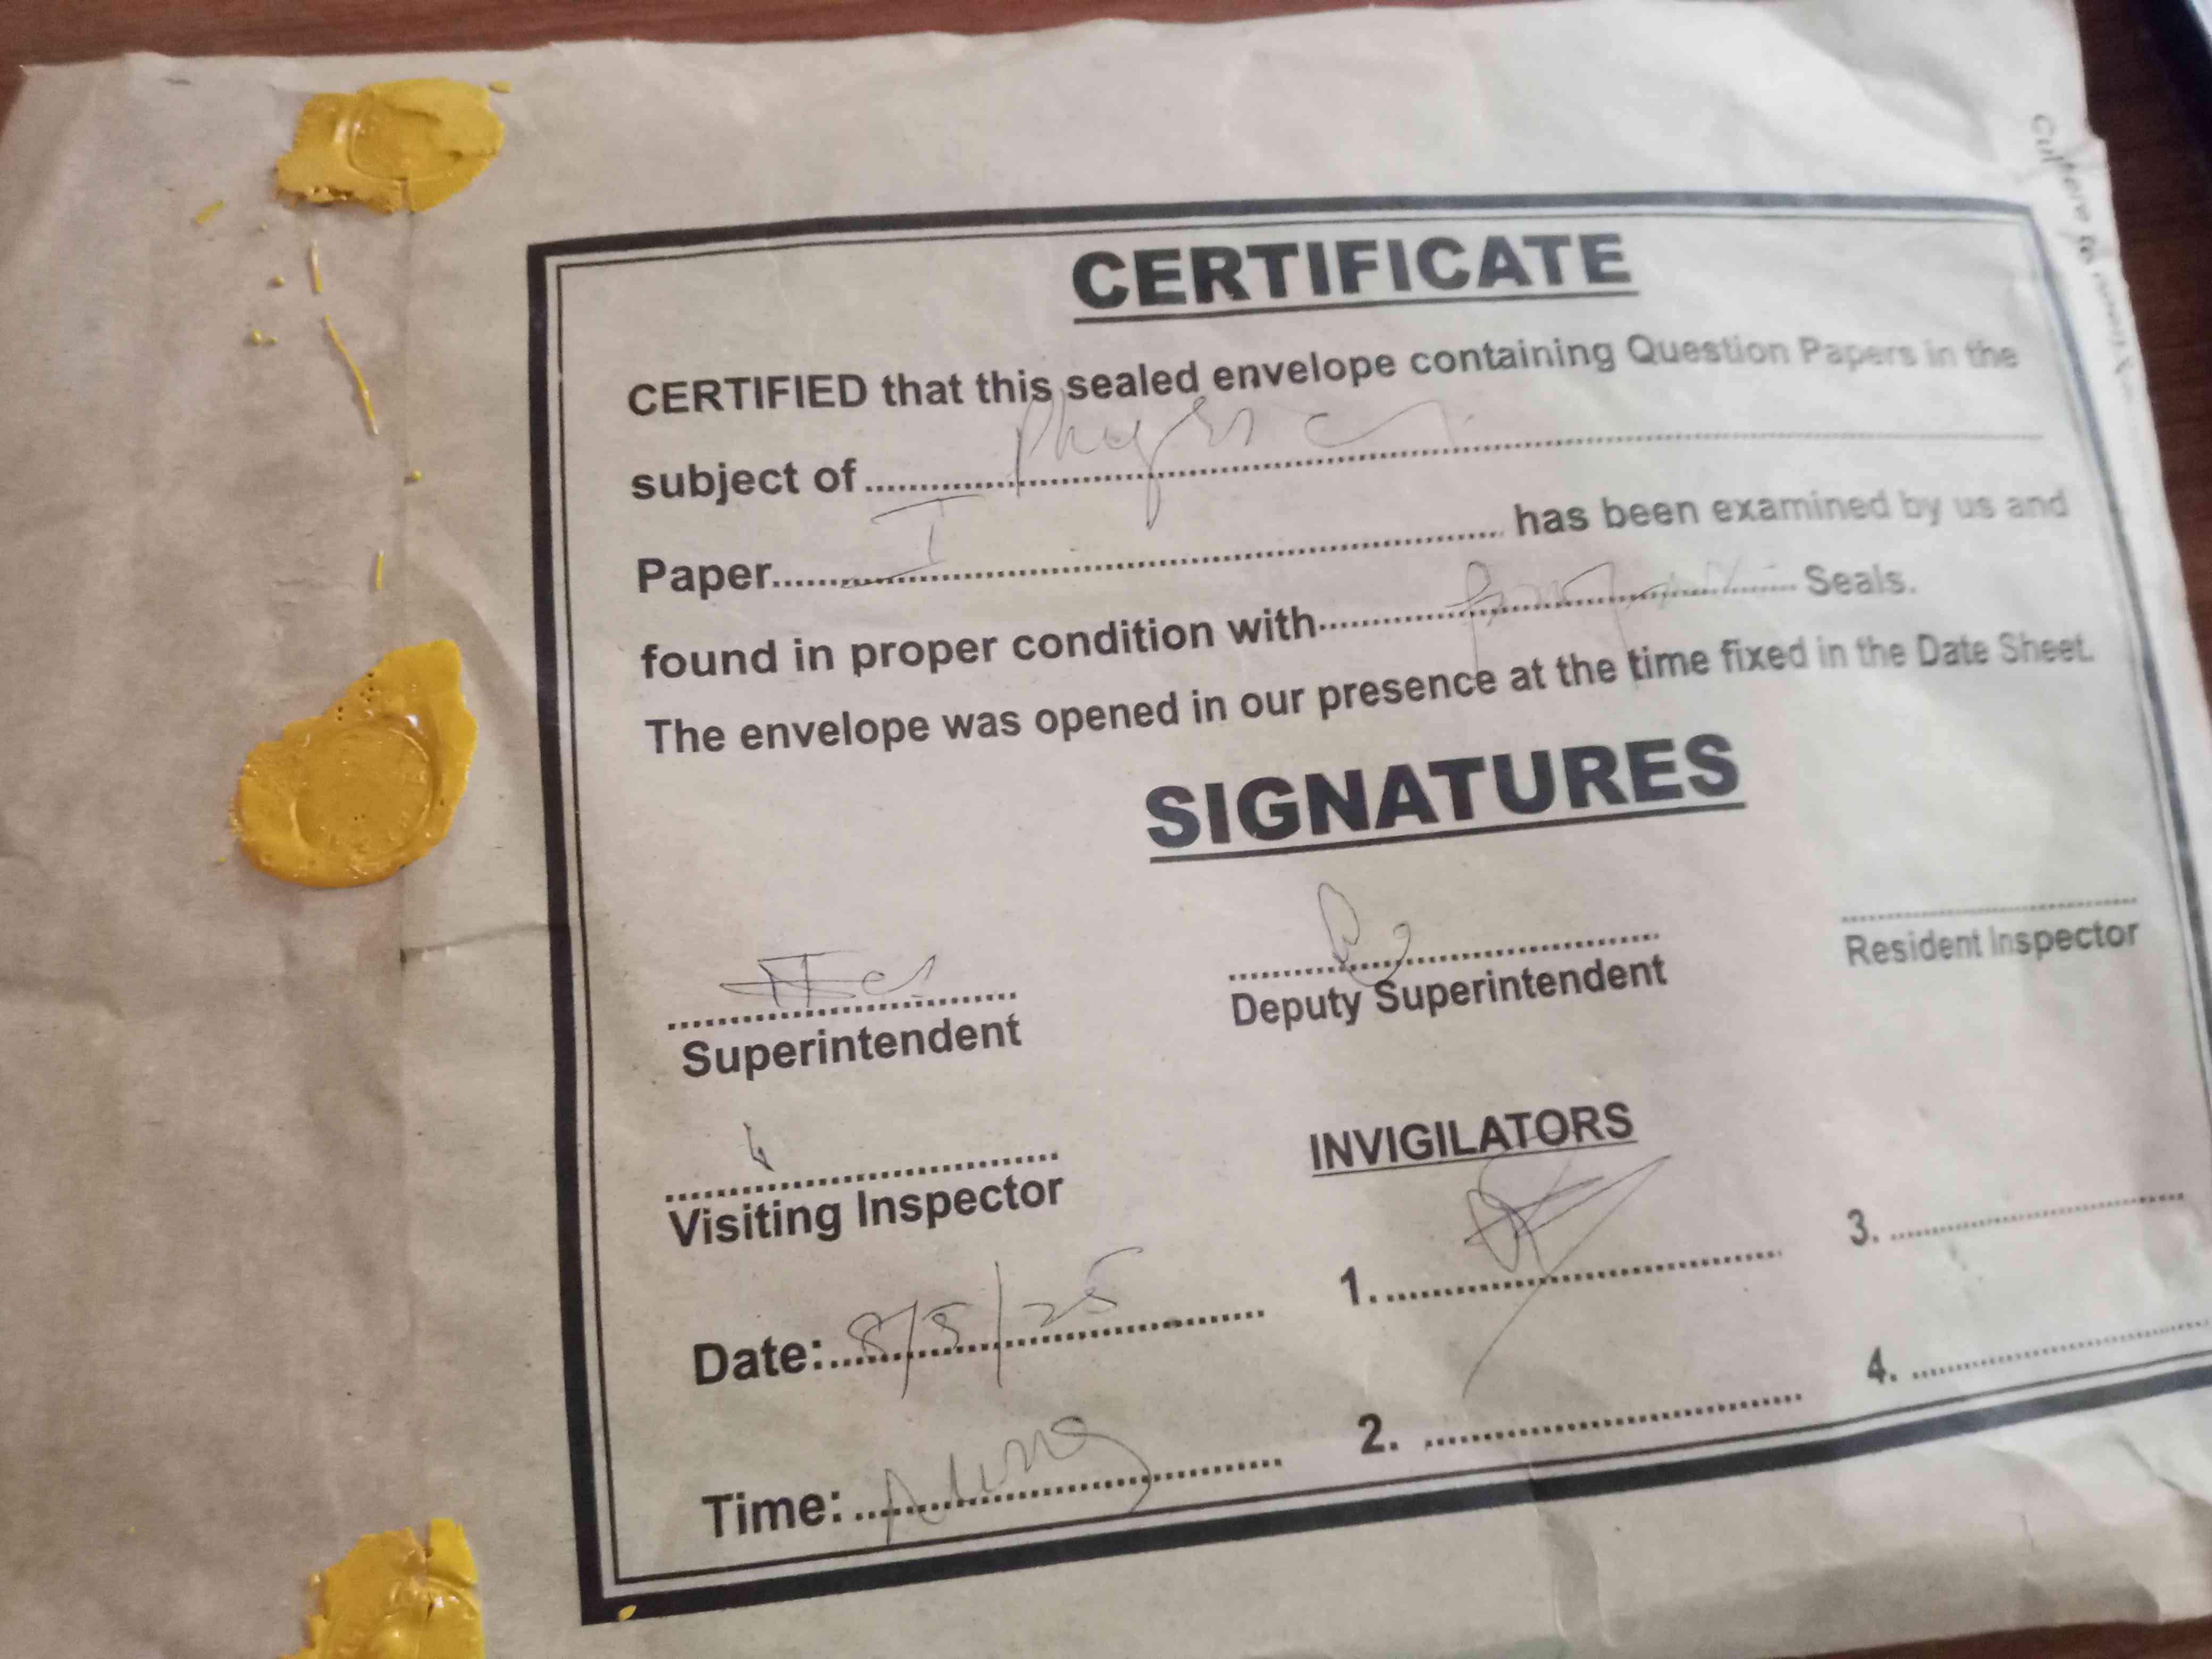 CERTIFICATE
CERTIFIED that this sealed envelope containing Question Papers in the
subject of Physics
Paper I has been examined by us and
found in proper condition with Seals.
The envelope was opened in our presence at the time fixed in the Date Sheet.
SIGNATURES
Superintendent
Deputy Superintendent
Resident Inspector
Visiting Inspector
INVIGILATORS
Date: 8/5/25
1.
3.
Time:
2.
4.
Cut here to